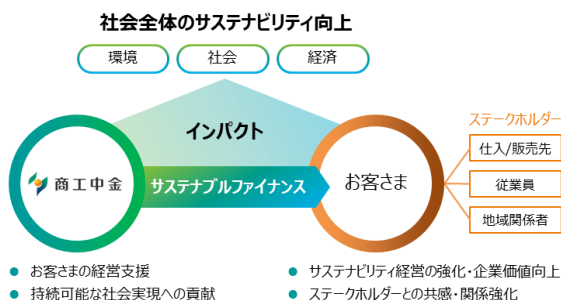 社会全体のサステナビリティ向上
環境
社会
経済
インパクト
商工中金
サステナブルファイナンス
お客さま
ステークホルダー
仕入/販売先
従業員
地域関係者
● お客さまの経営支援
● 持続可能な社会実現への貢献
● サステナビリティ経営の強化・企業価値向上
● ステークホルダーとの共感・関係強化